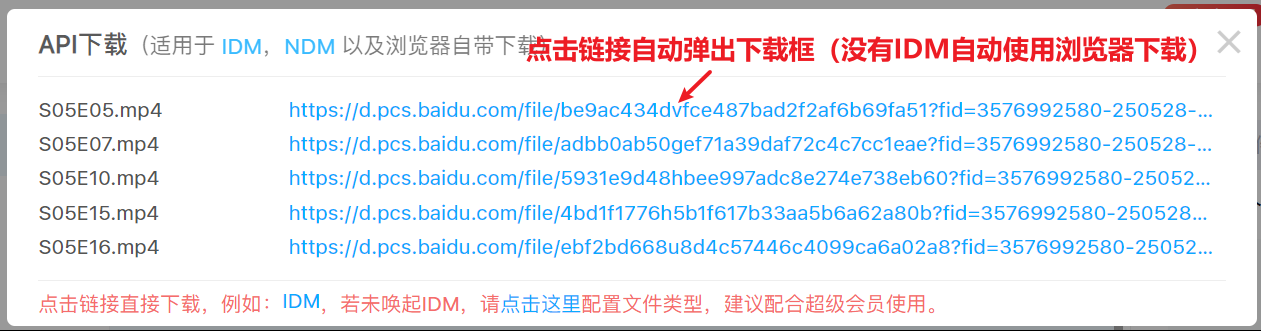 API下载（适用于 IDM，NDM 以及浏览器自带下载）
点击链接自动弹出下载框（没有IDM自动使用浏览器下载）
S05E05.mp4 https://d.pcs.baidu.com/file/be9ac434dvfce487bad2f2af6b69fa51?fid=3576992580-250528-...
S05E07.mp4 https://d.pcs.baidu.com/file/adbb0ab50gef71a39daf72c4c7cc1eae?fid=3576992580-250528-...
S05E10.mp4 https://d.pcs.baidu.com/file/5931e9d48hbee997adc8e274e738eb60?fid=3576992580-25052...
S05E15.mp4 https://d.pcs.baidu.com/file/4bd1f1776h5b1f617b33aa5b6a62a80b?fid=3576992580-250528...
S05E16.mp4 https://d.pcs.baidu.com/file/ebf2bd668u8d4c57446c4099ca6a02a8?fid=3576992580-25052...
点击链接直接下载，例如：IDM，若未唤起IDM，请点击这里配置文件类型，建议配合超级会员使用。